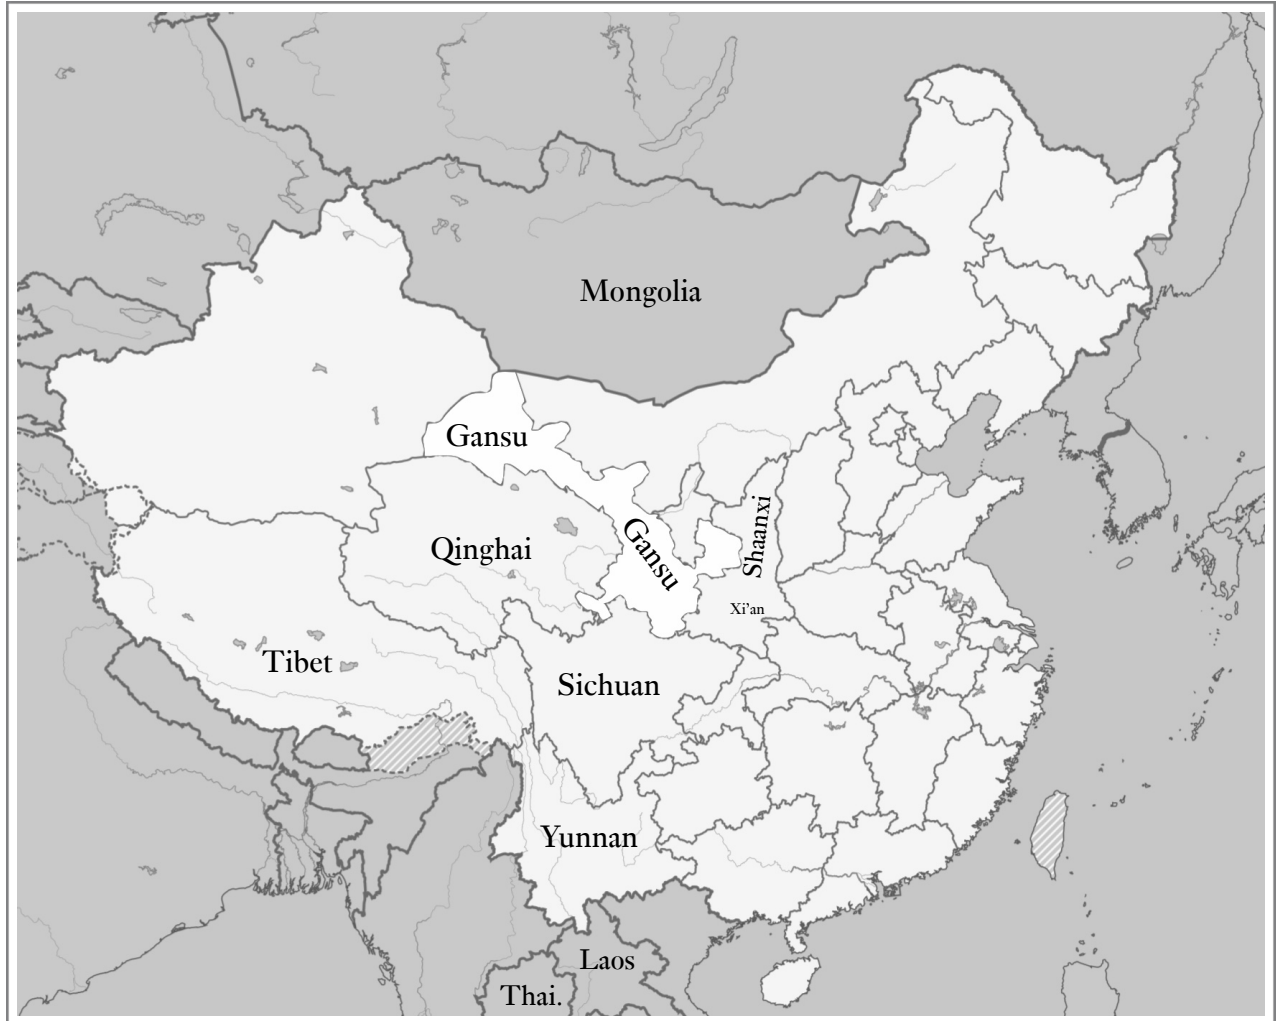 Mongolia
Gansu
Shaanxi
Gansu
Qinghai
Xi'an
Tibet
Sichuan
Yunnan
Laos
Thai.